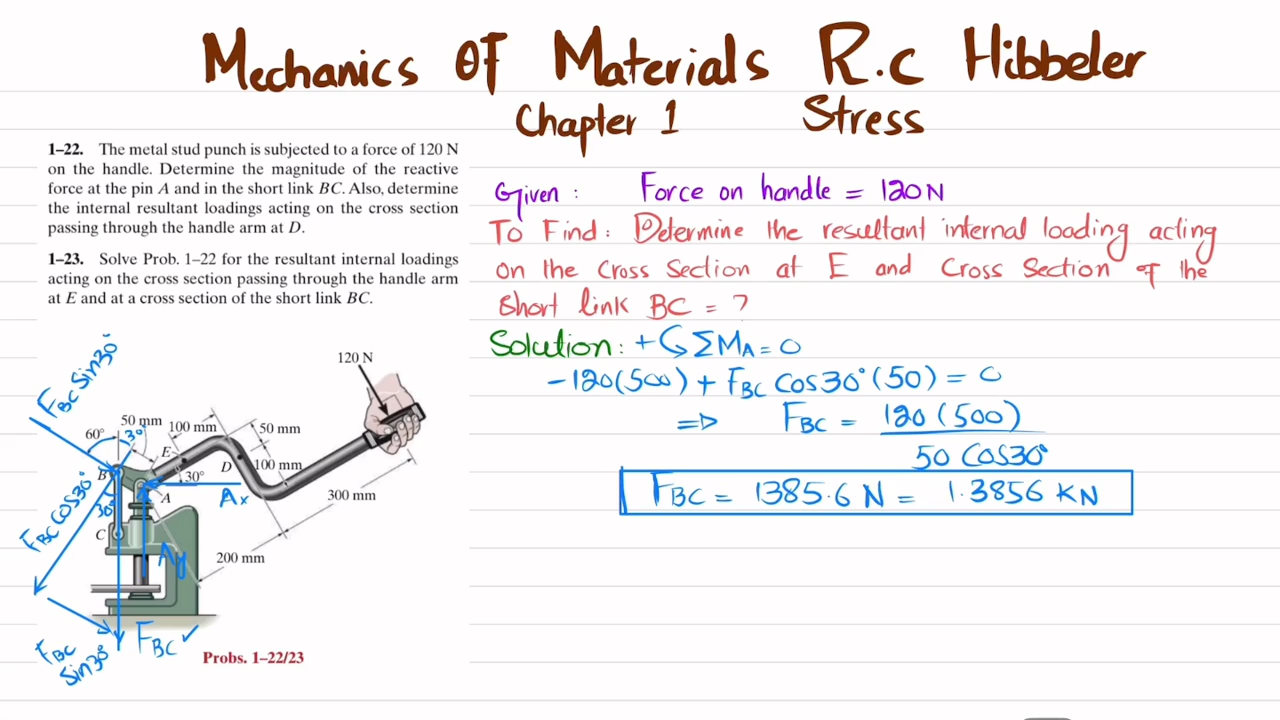 Mechanics Of Materials R.c Hibbeler
Chapter 1 Stress
1–22. The metal stud punch is subjected to a force of 120 N
on the handle. Determine the magnitude of the reactive
force at the pin A and in the short link BC. Also, determine
the internal resultant loadings acting on the cross section
passing through the handle arm at D.
1–23. Solve Prob. 1–22 for the resultant internal loadings
acting on the cross section passing through the handle arm
at E and at a cross section of the short link BC.
Given : Force on handle = 120N
To Find : Determine the resultant internal loading acting
on the Cross Section at E and Cross Section of the
Short link BC = ?
Solution : +↺ ΣMA = 0
-120(500) + FBC Cos30°(50) = 0
⇒ FBC = 120(500)
50 Cos30°
FBC = 1385.6 N = 1.3856 KN
FBC Sin30°
120 N
60°
30°
50 mm
100 mm
50 mm
B
E
D
30°
100 mm
A
Ax
300 mm
FBC Cos30°
30°
C
Ay
200 mm
FBC
Sin30°
FBC ✓
Probs. 1–22/23